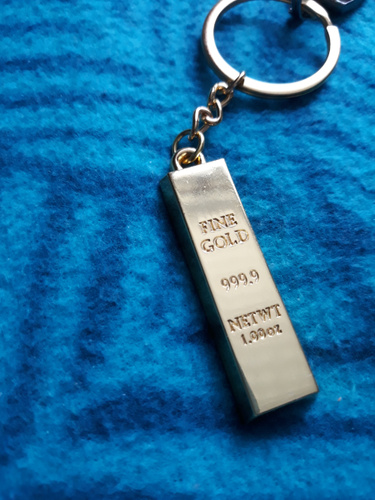 FINE
GOLD
999.9
NETWT
1.00oz